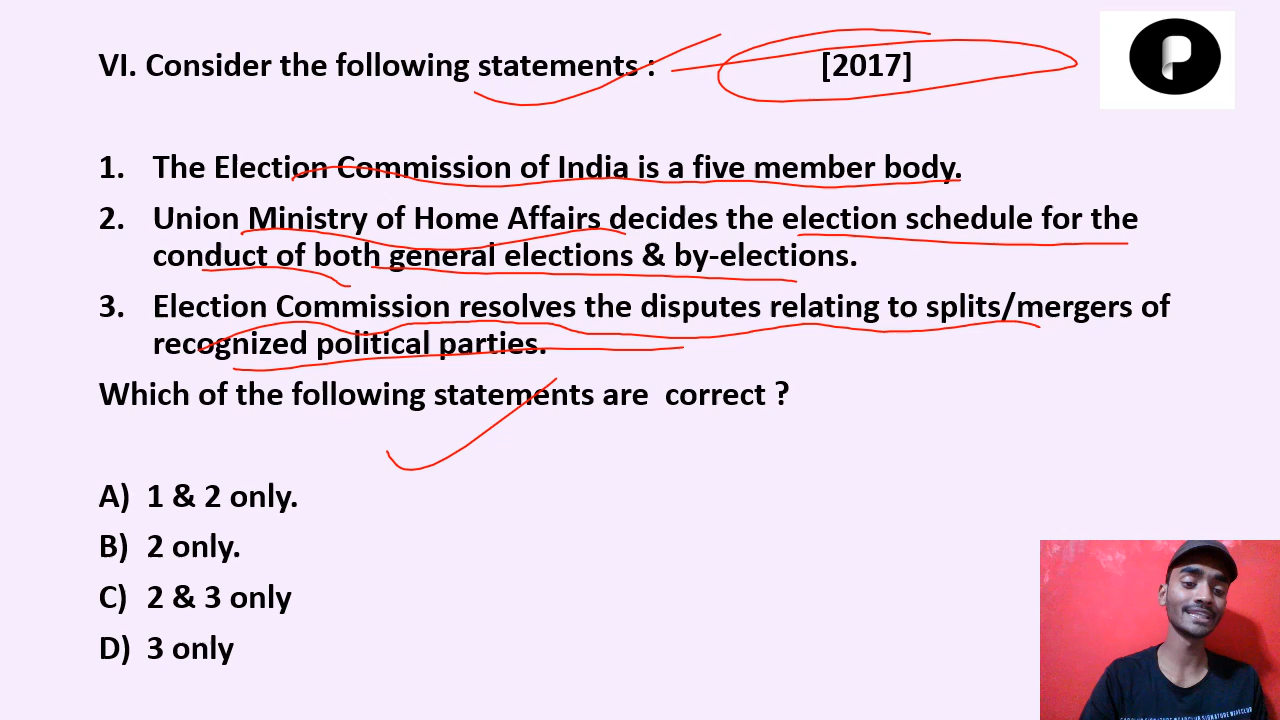 VI. Consider the following statements : [2017]
1. The Election Commission of India is a five member body.
2. Union Ministry of Home Affairs decides the election schedule for the
conduct of both general elections & by-elections.
3. Election Commission resolves the disputes relating to splits/mergers of
recognized political parties.
Which of the following statements are correct ?
A) 1 & 2 only.
B) 2 only.
C) 2 & 3 only
D) 3 only